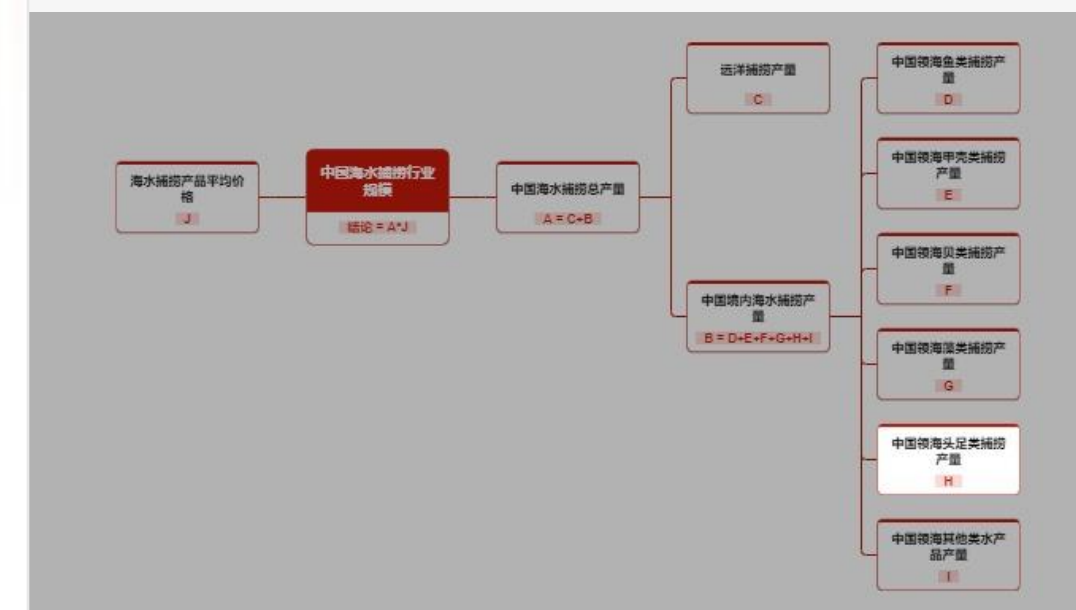 海水捕捞产品平均价
格
J
中国海水捕捞行业
规模
结论 = A*J
中国海水捕捞总产量
A = C+B
远洋捕捞产量
C
中国境内海水捕捞产
量
B = D+E+F+G+H+I
中国领海鱼类捕捞产
量
D
中国领海甲壳类捕捞
产量
E
中国领海贝类捕捞产
量
F
中国领海藻类捕捞产
量
G
中国领海头足类捕捞
产量
H
中国领海其他类水产
品产量
I